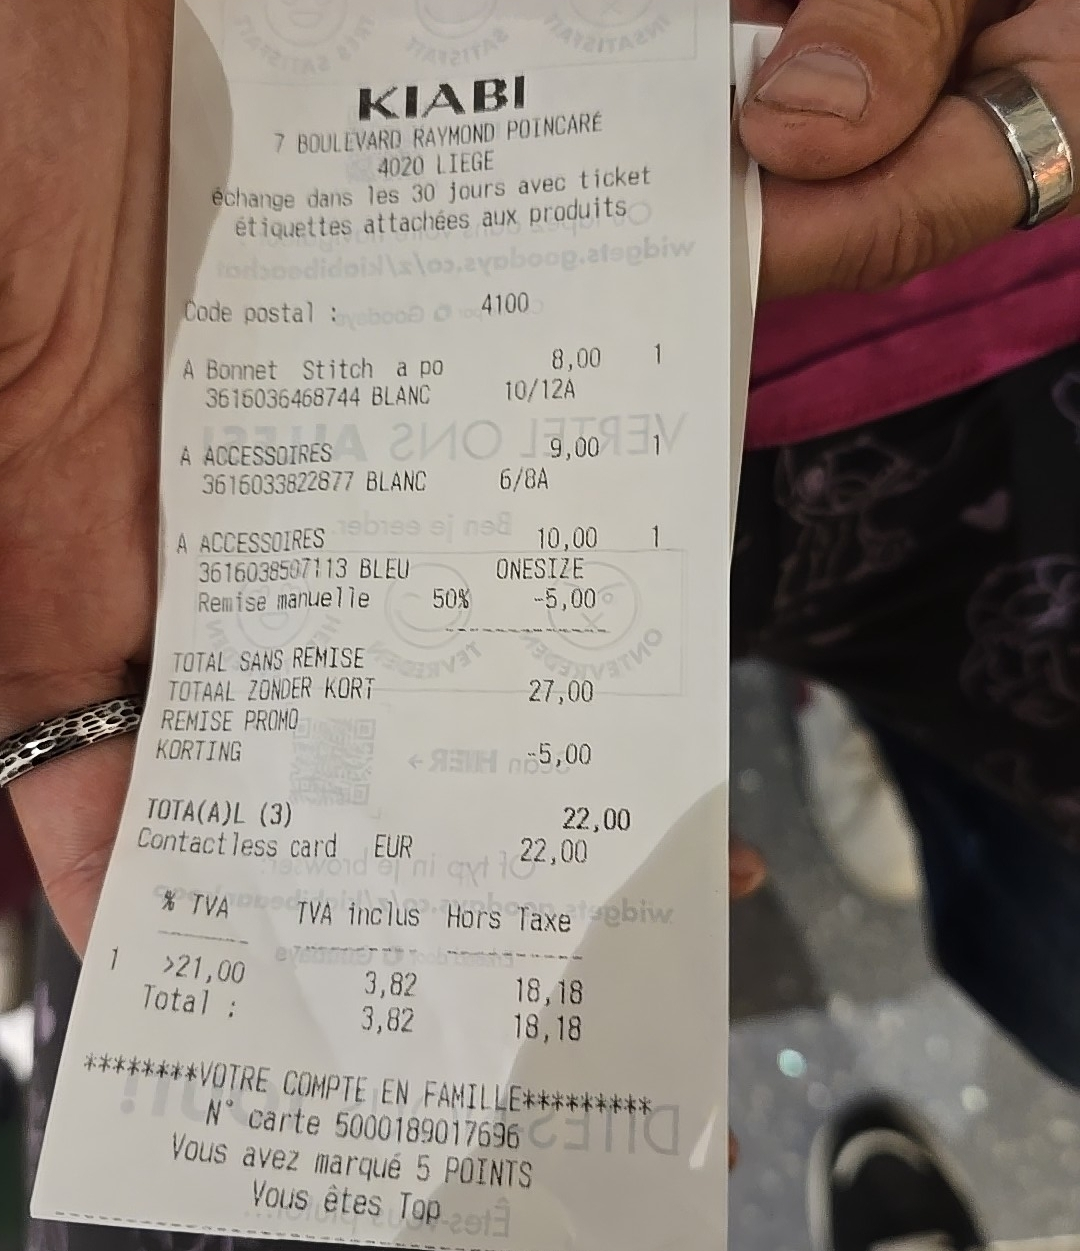 KIABI
7 BOULEVARD RAYMOND POINCARÉ
4020 LIEGE
échange dans les 30 jours avec ticket
étiquettes attachées aux produits
Code postal : 4100
A Bonnet Stitch a po 8,00 1
3616036468744 BLANC 10/12A
A ACCESSOIRES 9,00 1
3616033822877 BLANC 6/8A
A ACCESSOIRES 10,00 1
3616038507113 BLEU ONESIZE
Remise manuelle 50% -5,00
TOTAL SANS REMISE
TOTAAL ZONDER KORT 27,00
REMISE PROMO
KORTING -5,00
TOTA(A)L (3) 22,00
Contactless card EUR 22,00
% TVA TVA inclus Hors Taxe
1 >21,00 3,82 18,18
Total : 3,82 18,18
********VOTRE COMPTE EN FAMILLE*********
N° carte 5000189017696
Vous avez marqué 5 POINTS
Vous êtes Top